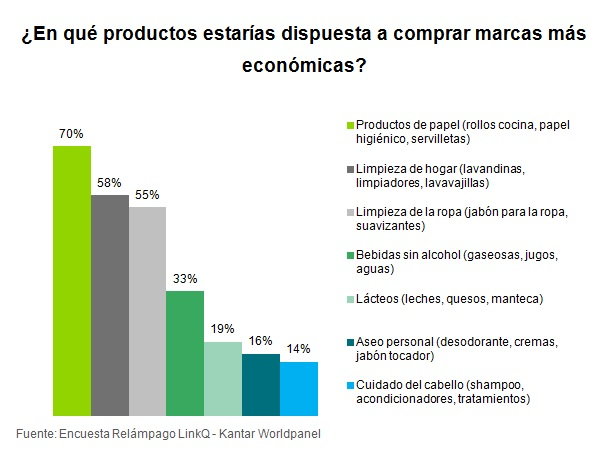 ¿En qué productos estarías dispuesta a comprar marcas más
económicas?
70%
58%
55%
33%
19%
16%
14%
Productos de papel (rollos cocina, papel
higiénico, servilletas)
Limpieza de hogar (lavandinas,
limpiadores, lavavajillas)
Limpieza de la ropa (jabón para la ropa,
suavizantes)
Bebidas sin alcohol (gaseosas, jugos,
aguas)
Lácteos (leches, quesos, manteca)
Aseo personal (desodorante, cremas,
jabón tocador)
Cuidado del cabello (shampoo,
acondicionadores, tratamientos)
Fuente: Encuesta Relámpago LinkQ - Kantar Worldpanel